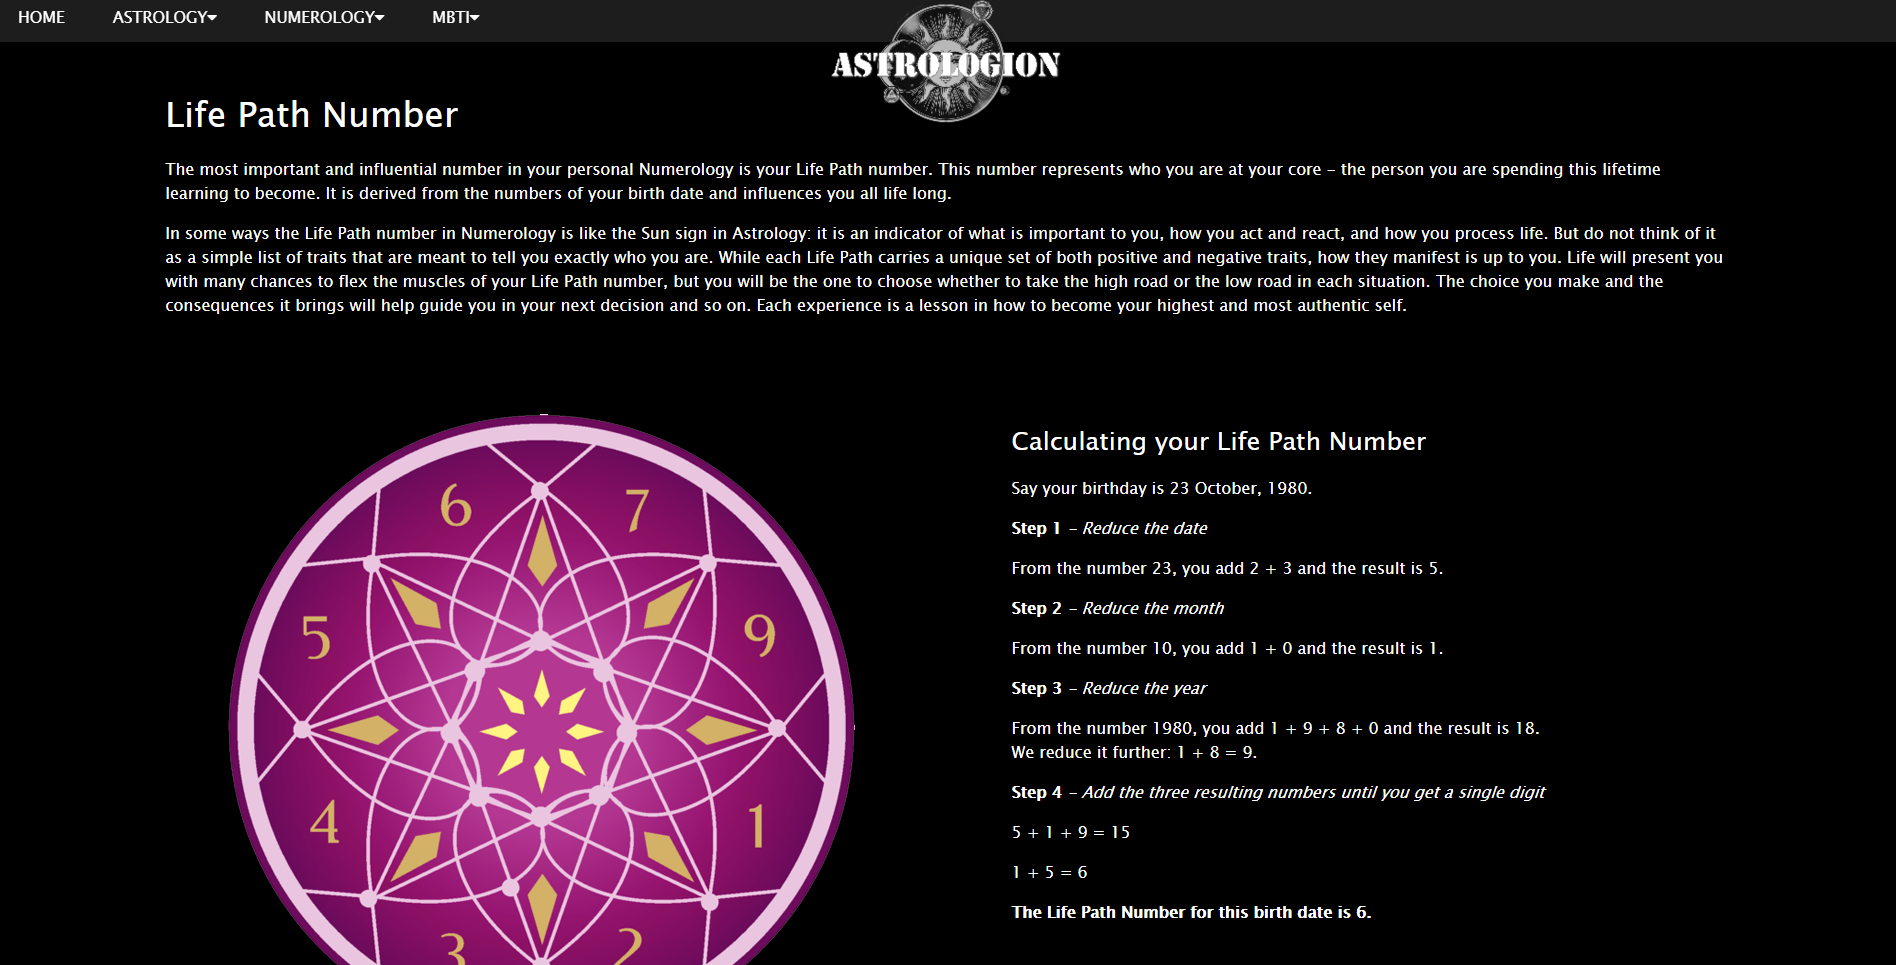 HOME
ASTROLOGY
NUMEROLOGY
MBTI
ASTROLOGION
Life Path Number
The most important and influential number in your personal Numerology is your Life Path number. This number represents who you are at your core – the person you are spending this lifetime
learning to become. It is derived from the numbers of your birth date and influences you all life long.
In some ways the Life Path number in Numerology is like the Sun sign in Astrology: it is an indicator of what is important to you, how you act and react, and how you process life. But do not think of it
as a simple list of traits that are meant to tell you exactly who you are. While each Life Path carries a unique set of both positive and negative traits, how they manifest is up to you. Life will present you
with many chances to flex the muscles of your Life Path number, but you will be the one to choose whether to take the high road or the low road in each situation. The choice you make and the
consequences it brings will help guide you in your next decision and so on. Each experience is a lesson in how to become your highest and most authentic self.
6
7
5
9
4
1
3
2
Calculating your Life Path Number
Say your birthday is 23 October, 1980.
Step 1 – Reduce the date
From the number 23, you add 2 + 3 and the result is 5.
Step 2 – Reduce the month
From the number 10, you add 1 + 0 and the result is 1.
Step 3 – Reduce the year
From the number 1980, you add 1 + 9 + 8 + 0 and the result is 18.
We reduce it further: 1 + 8 = 9.
Step 4 – Add the three resulting numbers until you get a single digit
5 + 1 + 9 = 15
1 + 5 = 6
The Life Path Number for this birth date is 6.